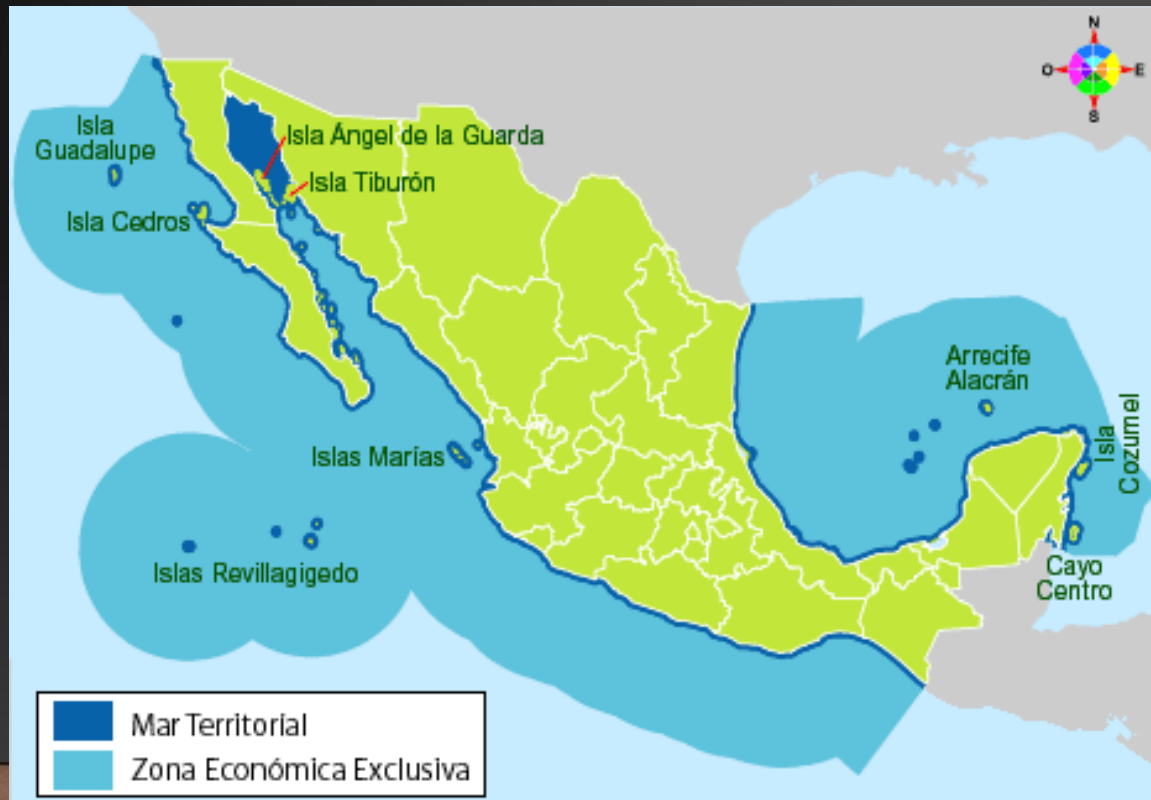 N
O
E
S
Isla
Guadalupe
Isla Ángel de la Guarda
Isla Tiburón
Isla Cedros
Arrecife
Alacrán
Isla
Cozumel
Islas Marías
Islas Revillagigedo
Cayo
Centro
Mar Territorial
Zona Económica Exclusiva